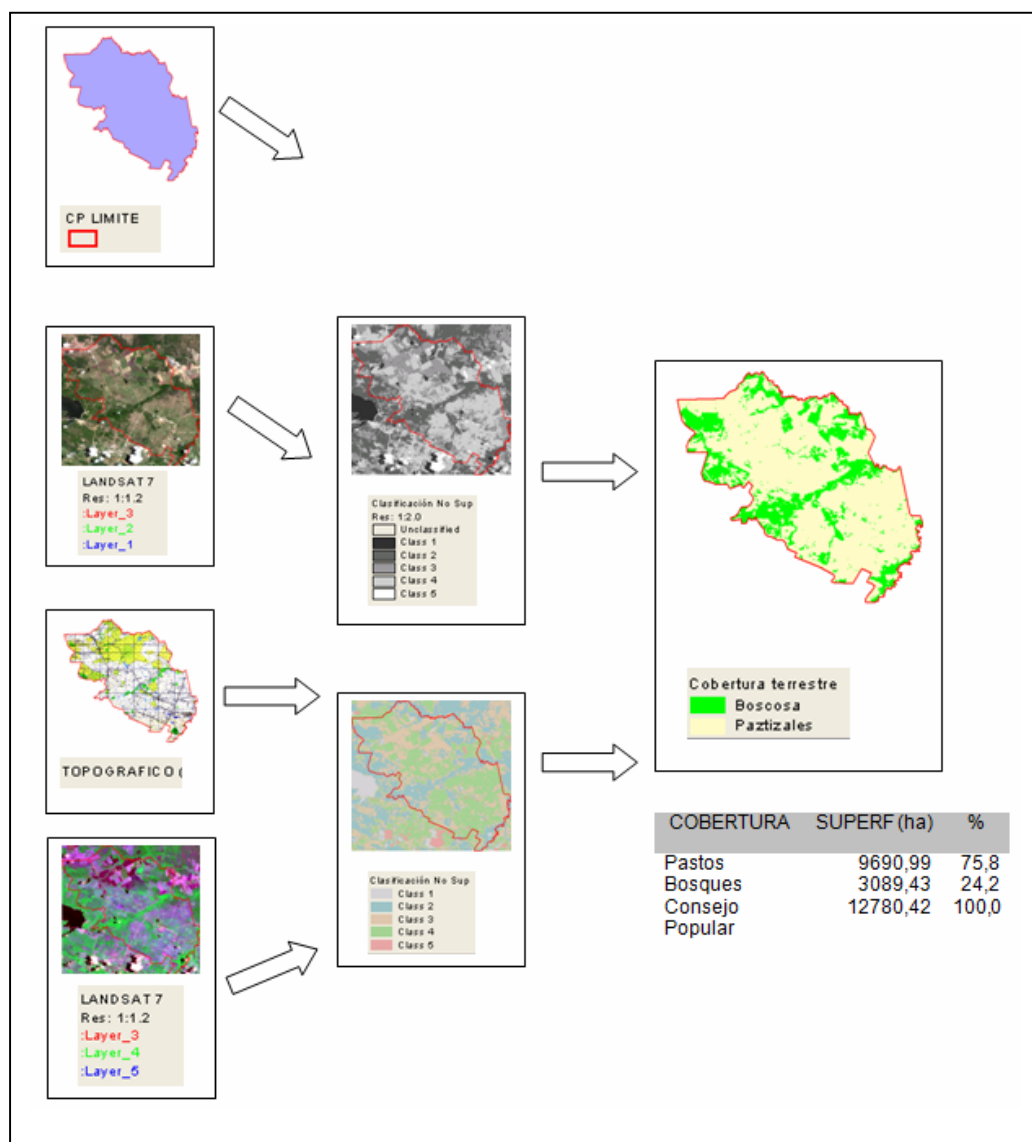 CP LIMITE
LANDSAT 7
Res: 1:1.2
:Layer_3
:Layer_2
:Layer_1
Clasificación No Sup
Res: 1:2.0
Unclassified
Class 1
Class 2
Class 3
Class 4
Class 5
TOPOGRAFICO (
LANDSAT 7
Res: 1:1.2
:Layer_3
:Layer_4
:Layer_5
Clasificación No Sup
Class 1
Class 2
Class 3
Class 4
Class 5
Cobertura terrestre
Boscosa
Paztizales
COBERTURA SUPERF (ha) %
Pastos 9690,99 75,8
Bosques 3089,43 24,2
Consejo 12780,42 100,0
Popular